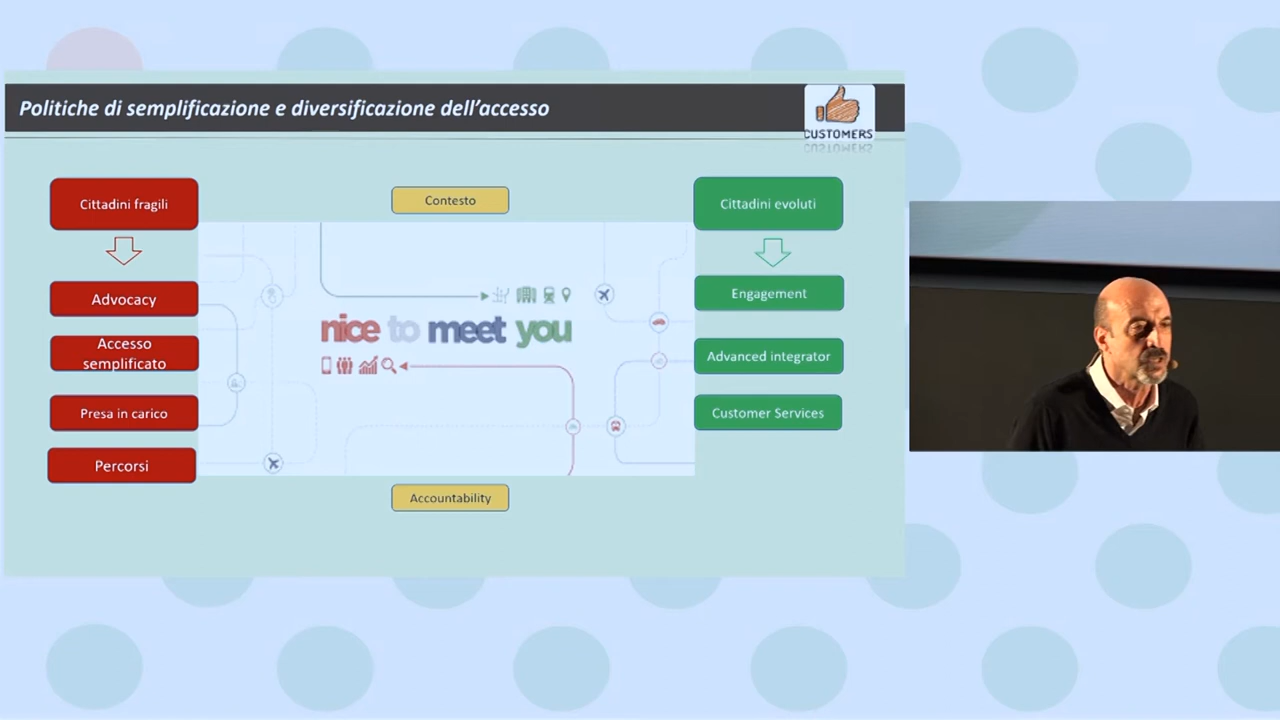 Politiche di semplificazione e diversificazione dell'accesso
CUSTOMERS
Cittadini fragili
Contesto
Cittadini evoluti
Advocacy
Engagement
nice to meet you
Accesso
semplificato
Advanced integrator
Presa in carico
Customer Services
Percorsi
Accountability